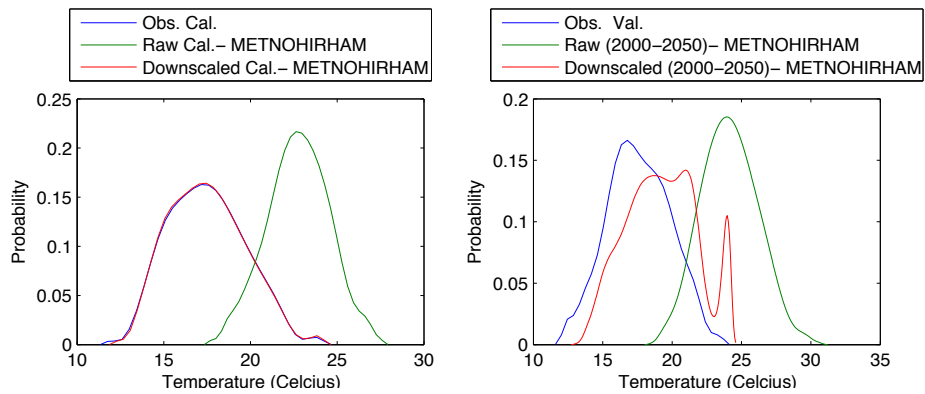 Obs. Cal.
Raw Cal.− METNOHIRHAM
Downscaled Cal.− METNOHIRHAM
0.25
0.2
0.15
0.1
0.05
0
10
15
20
25
30
Probability
Temperature (Celcius)
Obs. Val.
Raw (2000−2050)− METNOHIRHAM
Downscaled (2000−2050)− METNOHIRHAM
0.2
0.15
0.1
0.05
0
10
15
20
25
30
35
Probability
Temperature (Celcius)